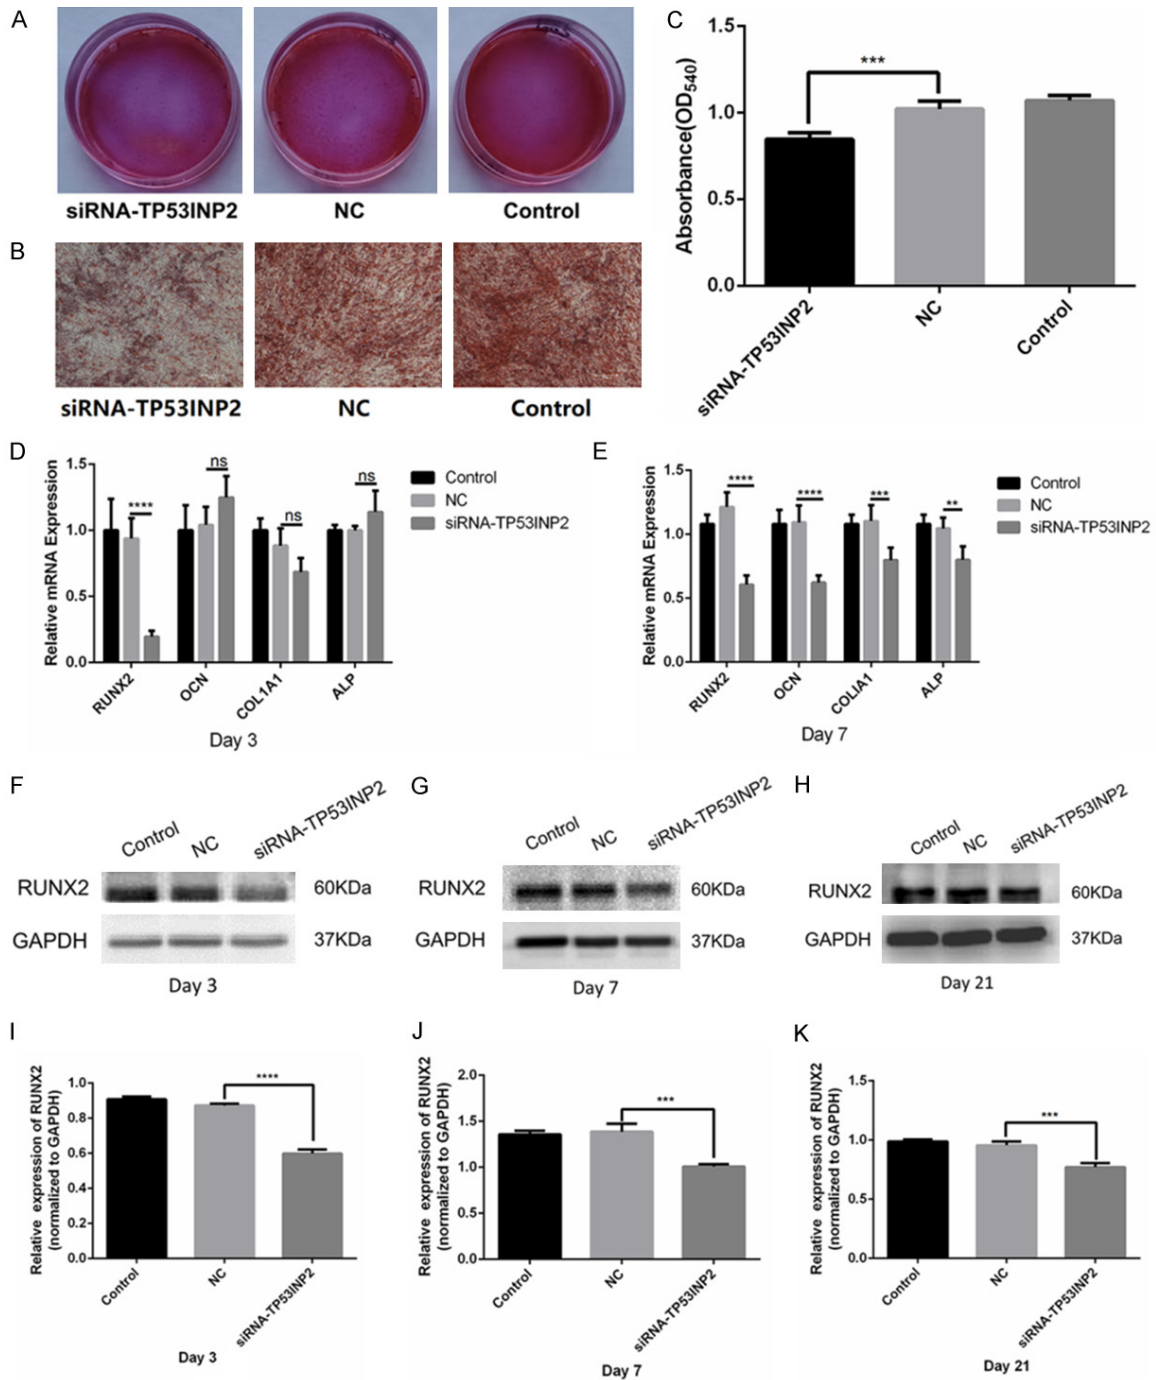 A
siRNA-TP53INP2
NC
Control
B
siRNA-TP53INP2
NC
Control
C
Absorbance(OD540)
1.5
1.0
0.5
0.0
***
siRNA-TP53INP2
NC
Control
D
Relative mRNA Expression
1.5
1.0
0.5
0.0
****
ns
ns
ns
Control
NC
siRNA-TP53INP2
RUNX2
OCN
COL1A1
ALP
Day 3
E
Relative mRNA Expression
1.5
1.0
0.5
0.0
****
****
***
**
Control
NC
siRNA-TP53INP2
RUNX2
OCN
COLIA1
ALP
Day 7
F
Control
NC
siRNA-TP53INP2
RUNX2
60KDa
GAPDH
37KDa
Day 3
G
Control
NC
siRNA-TP53INP2
RUNX2
60KDa
GAPDH
37KDa
Day 7
H
Control
NC
siRNA-TP53INP2
RUNX2
60KDa
GAPDH
37KDa
Day 21
I
Relative expression of RUNX2
(normalized to GAPDH)
1.0
0.8
0.6
0.4
0.2
0.0
****
Control
NC
siRNA-TP53INP2
Day 3
J
Relative expression of RUNX2
(normalized to GAPDH)
2.0
1.5
1.0
0.5
0.0
***
Control
NC
siRNA-TP53INP2
Day 7
K
Relative expression of RUNX2
(normalized to GAPDH)
1.5
1.0
0.5
0.0
***
Control
NC
siRNA-TP53INP2
Day 21